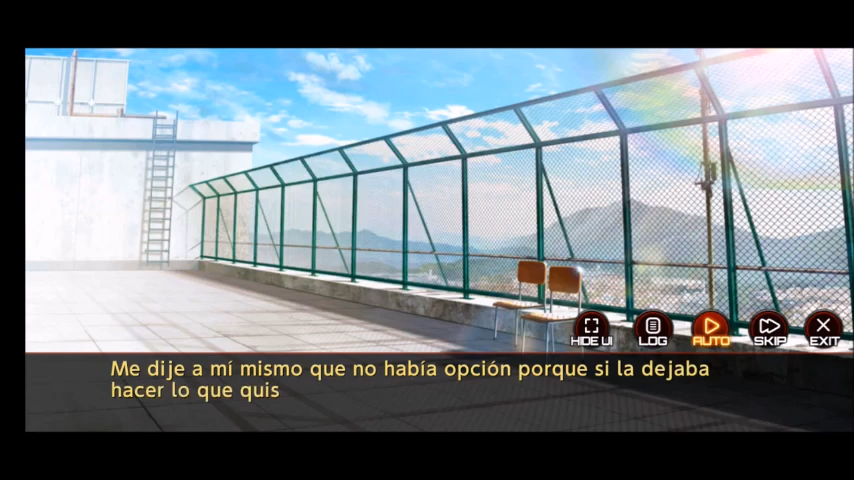 HIDE UI
LOG
AUTO
SKIP
EXIT
Me dije a mí mismo que no había opción porque si la dejaba
hacer lo que quis